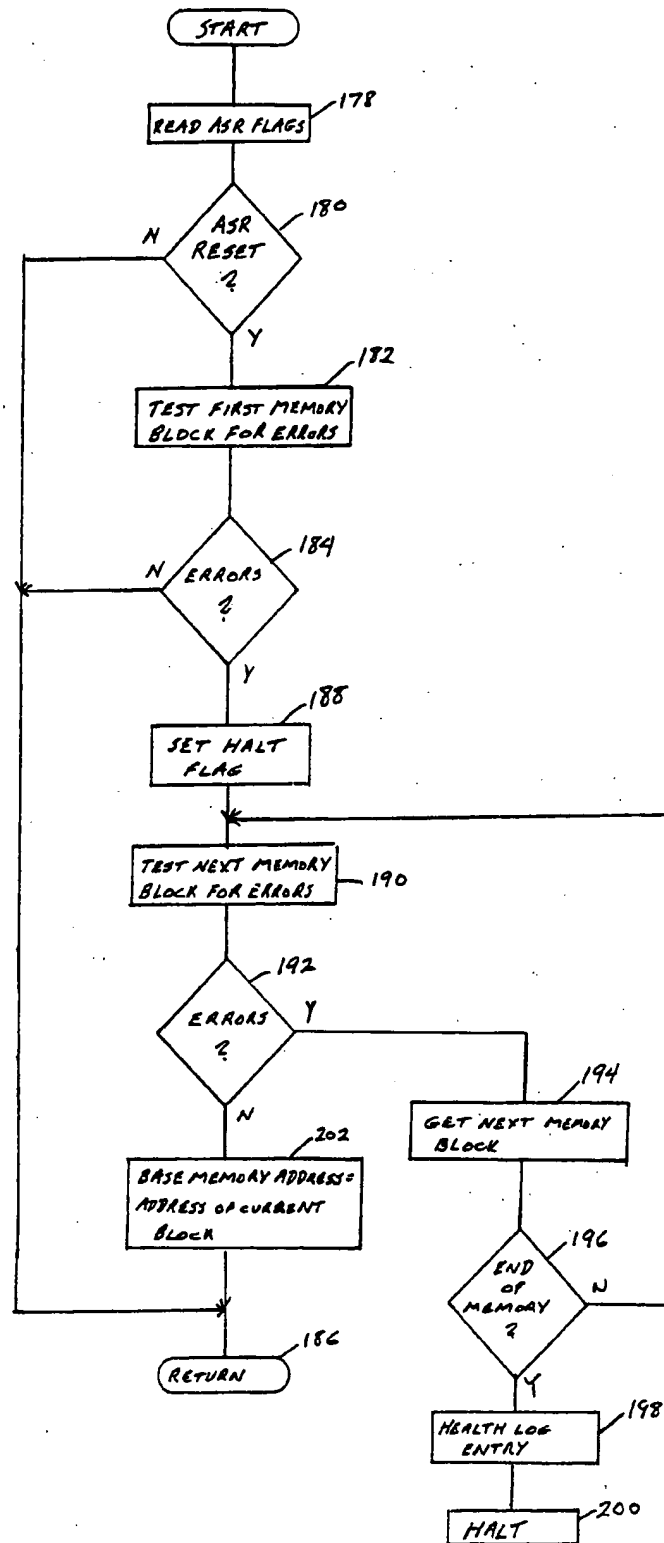 START
READ ASR FLAGS
178
ASR
RESET
?
180
N
Y
182
TEST FIRST MEMORY
BLOCK FOR ERRORS
184
ERRORS
?
N
Y
188
SET HALT
FLAG
TEST NEXT MEMORY
BLOCK FOR ERRORS
190
192
ERRORS
?
Y
N
194
GET NEXT MEMORY
BLOCK
202
BASE MEMORY ADDRESS=
ADDRESS OF CURRENT
BLOCK
196
END
OF
MEMORY
?
N
Y
186
RETURN
198
HEALTH LOG
ENTRY
200
HALT